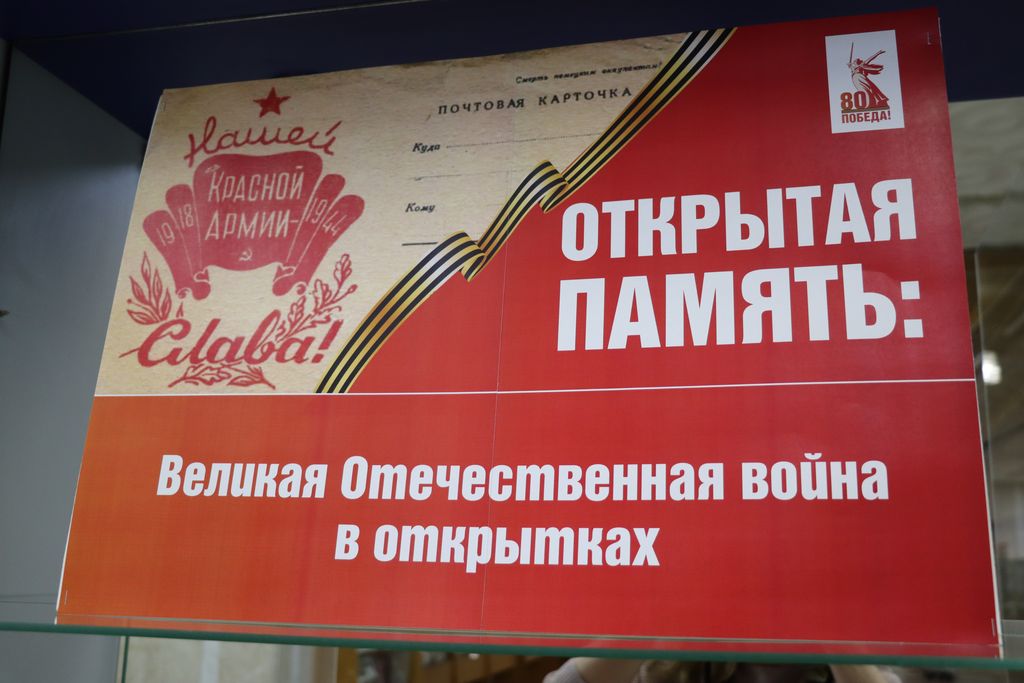 Смерть немецким оккупантам!
ПОЧТОВАЯ КАРТОЧКА
Куда
Кому
Нашей
КРАСНОЙ
АРМИИ-
1918
1944
Слава!
80
ПОБЕДА!
ОТКРЫТАЯ
ПАМЯТЬ:
Великая Отечественная война
в открытках